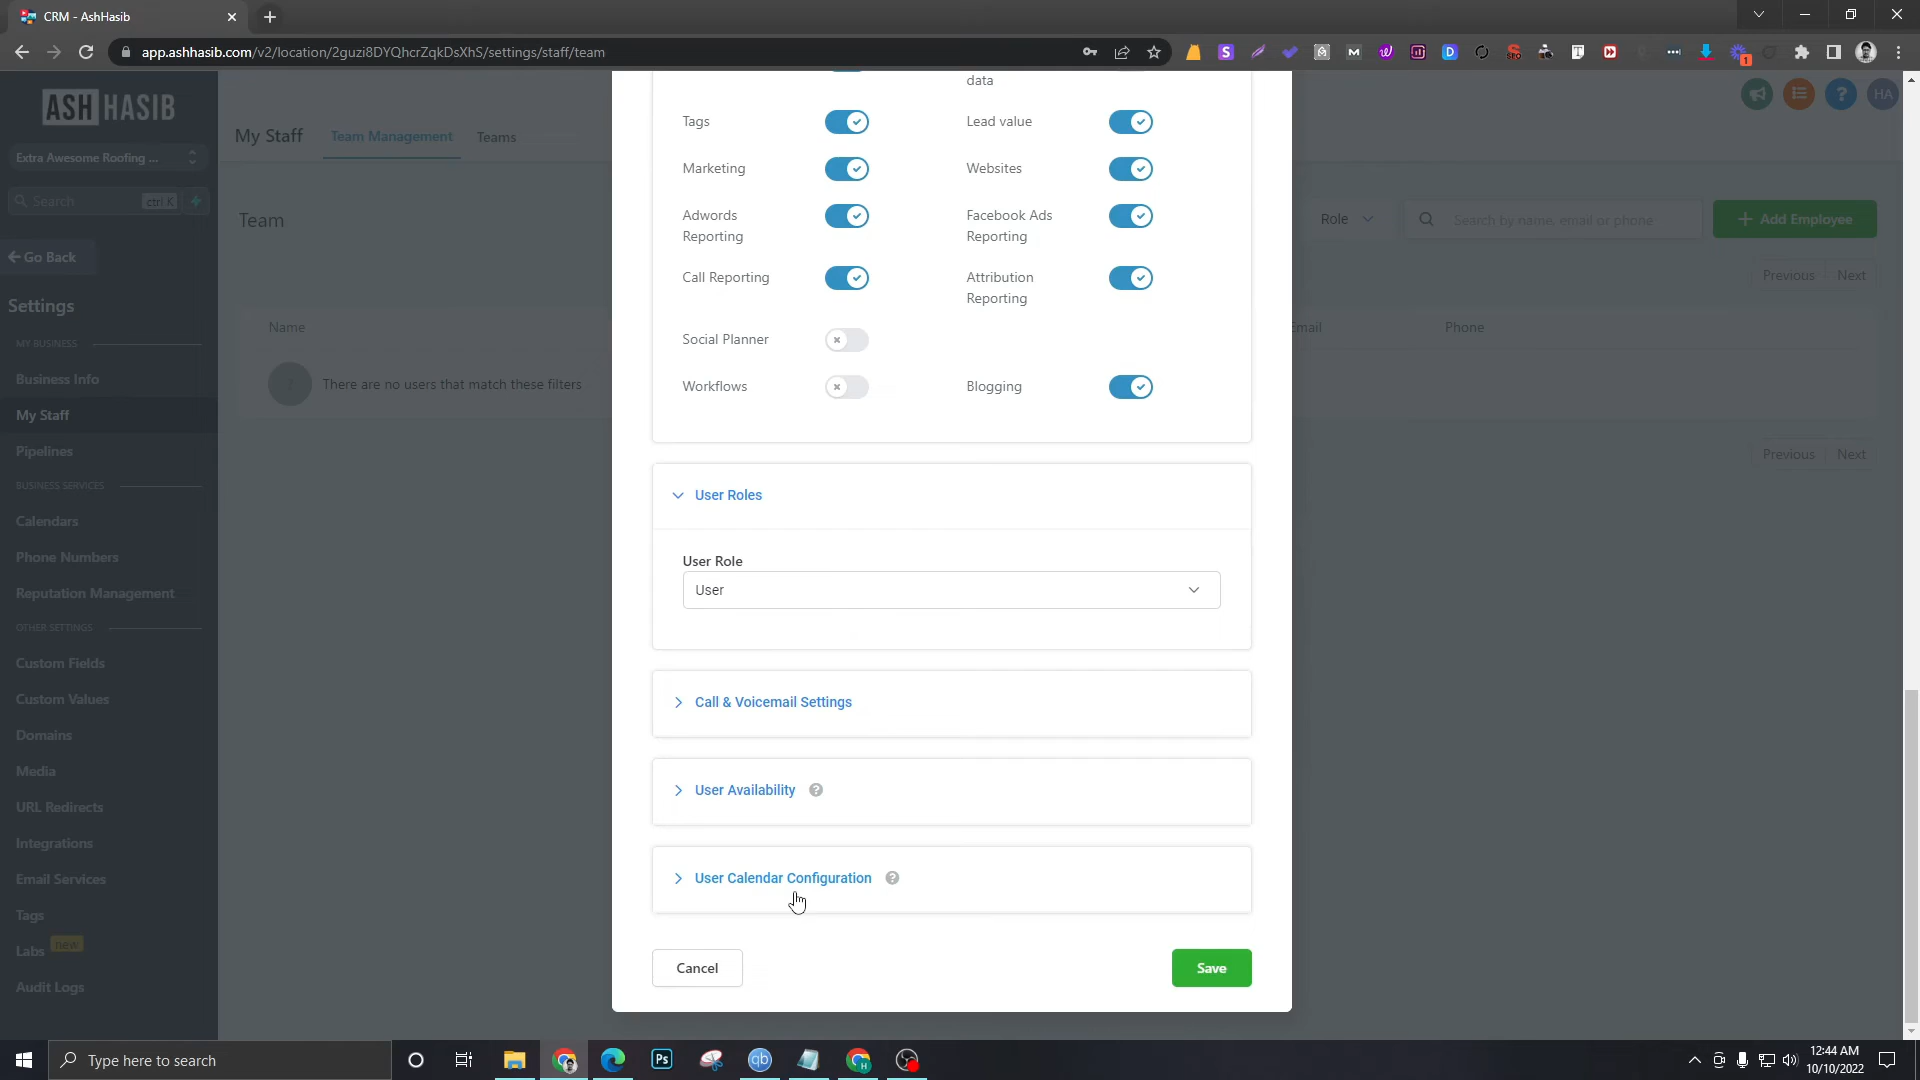 CRM - AshHasib
app.ashhasib.com/v2/location/2guzi8DYQhcrZqkDsXhS/settings/staff/team
1
ASH HASIB
Extra Awesome Roofing ...
Search
ctrl K
Go Back
Settings
MY BUSINESS
Business Info
My Staff
Pipelines
BUSINESS SERVICES
Calendars
Phone Numbers
Reputation Management
OTHER SETTINGS
Custom Fields
Custom Values
Domains
Media
URL Redirects
Integrations
Email Services
Tags
Labs new
Audit Logs
My Staff
Team Management
Teams
HA
Team
Role
Search by name, email or phone
+ Add Employee
Previous
Next
Name
Email
Phone
There are no users that match these filters
Previous
Next
data
Tags
Lead value
Marketing
Websites
Adwords
Reporting
Facebook Ads
Reporting
Call Reporting
Attribution
Reporting
Social Planner
Workflows
Blogging
User Roles
User Role
User
Call & Voicemail Settings
User Availability ?
User Calendar Configuration ?
Cancel
Save
Type here to search
Ps
qb
12:44 AM
10/10/2022